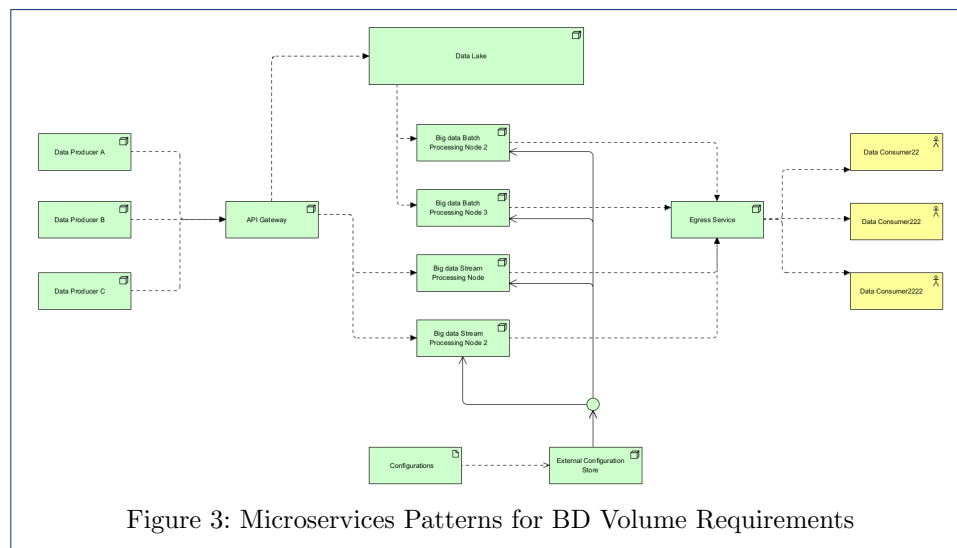 Data Lake
Big data Batch
Processing Node 2
Data Producer A
Data Consumer22
Big data Batch
Processing Node 3
Data Producer B
API Gateway
Egress Service
Data Consumer222
Big data Stream
Processing Node
Data Producer C
Data Consumer2222
Big data Stream
Processing Node 2
Configurations
External Configuration
Store
Figure 3: Microservices Patterns for BD Volume Requirements